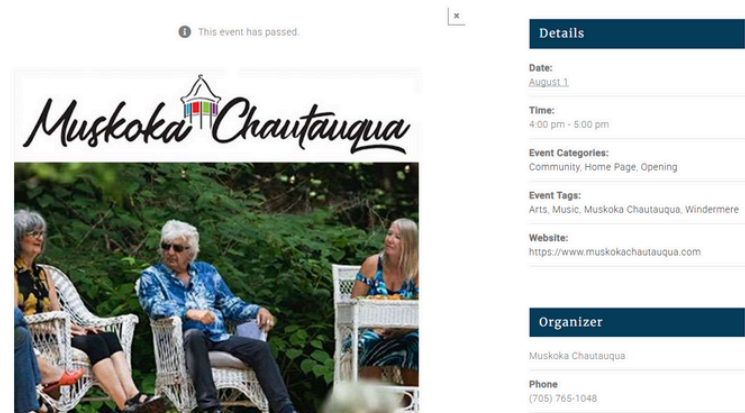 This event has passed.
Muskoka Chautauqua
Details
Date:
August 1
Time:
4:00 pm - 5:00 pm
Event Categories:
Community, Home Page, Opening
Event Tags:
Arts, Music, Muskoka Chautauqua, Windermere
Website:
https://www.muskokachautauqua.com
Organizer
Muskoka Chautauqua
Phone
(705) 765-1048